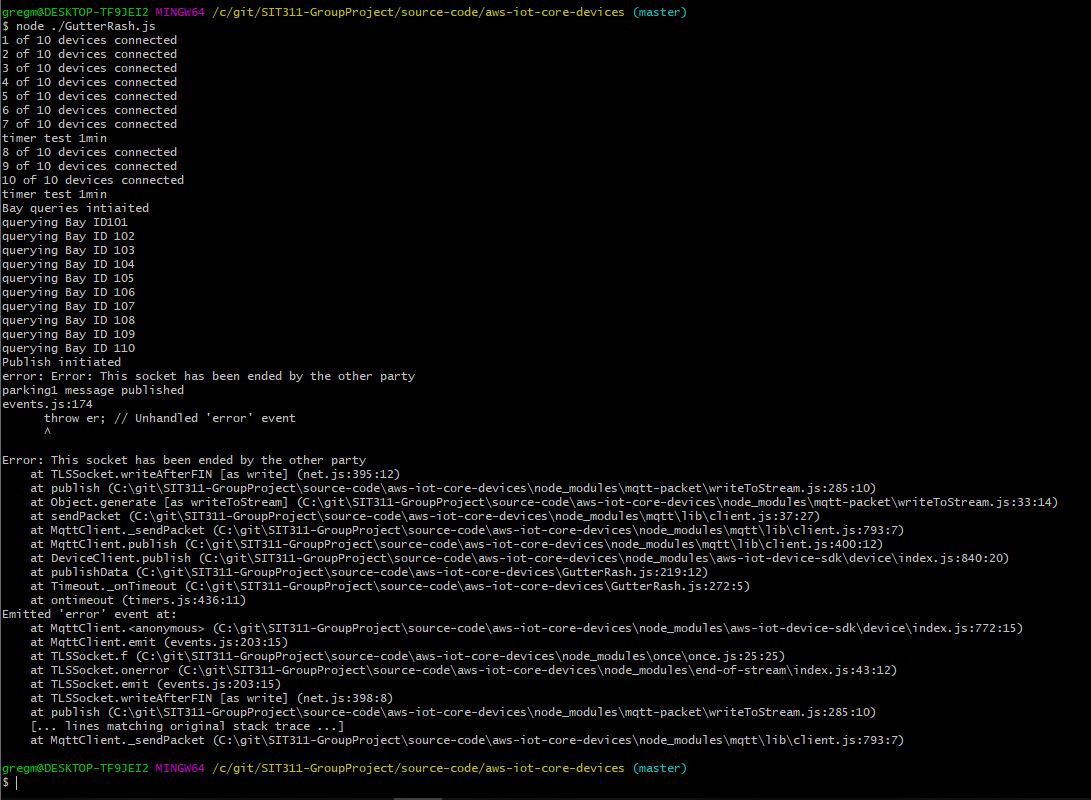 gregm@DESKTOP-TF9JEI2 MINGW64 /c/git/SIT311-GroupProject/source-code/aws-iot-core-devices (master)
$ node ./GutterRash.js
1 of 10 devices connected
2 of 10 devices connected
3 of 10 devices connected
4 of 10 devices connected
5 of 10 devices connected
6 of 10 devices connected
7 of 10 devices connected
timer test 1min
8 of 10 devices connected
9 of 10 devices connected
10 of 10 devices connected
timer test 1min
Bay queries intiaited
querying Bay ID101
querying Bay ID 102
querying Bay ID 103
querying Bay ID 104
querying Bay ID 105
querying Bay ID 106
querying Bay ID 107
querying Bay ID 108
querying Bay ID 109
querying Bay ID 110
Publish initiated
error: Error: This socket has been ended by the other party
parking1 message published
events.js:174
      throw er; // Unhandled 'error' event
      ^

Error: This socket has been ended by the other party
    at TLSSocket.writeAfterFIN [as write] (net.js:395:12)
    at publish (C:\git\SIT311-GroupProject\source-code\aws-iot-core-devices\node_modules\mqtt-packet\writeToStream.js:285:10)
    at Object.generate [as writeToStream] (C:\git\SIT311-GroupProject\source-code\aws-iot-core-devices\node_modules\mqtt-packet\writeToStream.js:33:14)
    at sendPacket (C:\git\SIT311-GroupProject\source-code\aws-iot-core-devices\node_modules\mqtt\lib\client.js:37:27)
    at MqttClient._sendPacket (C:\git\SIT311-GroupProject\source-code\aws-iot-core-devices\node_modules\mqtt\lib\client.js:793:7)
    at MqttClient.publish (C:\git\SIT311-GroupProject\source-code\aws-iot-core-devices\node_modules\mqtt\lib\client.js:400:12)
    at DeviceClient.publish (C:\git\SIT311-GroupProject\source-code\aws-iot-core-devices\node_modules\aws-iot-device-sdk\device\index.js:840:20)
    at publishData (C:\git\SIT311-GroupProject\source-code\aws-iot-core-devices\GutterRash.js:219:12)
    at Timeout._onTimeout (C:\git\SIT311-GroupProject\source-code\aws-iot-core-devices\GutterRash.js:272:5)
    at ontimeout (timers.js:436:11)
Emitted 'error' event at:
    at MqttClient.<anonymous> (C:\git\SIT311-GroupProject\source-code\aws-iot-core-devices\node_modules\aws-iot-device-sdk\device\index.js:772:15)
    at MqttClient.emit (events.js:203:15)
    at TLSSocket.f (C:\git\SIT311-GroupProject\source-code\aws-iot-core-devices\node_modules\once\once.js:25:25)
    at TLSSocket.onerror (C:\git\SIT311-GroupProject\source-code\aws-iot-core-devices\node_modules\end-of-stream\index.js:43:12)
    at TLSSocket.emit (events.js:203:15)
    at TLSSocket.writeAfterFIN [as write] (net.js:398:8)
    at publish (C:\git\SIT311-GroupProject\source-code\aws-iot-core-devices\node_modules\mqtt-packet\writeToStream.js:285:10)
    [... lines matching original stack trace ...]
    at MqttClient._sendPacket (C:\git\SIT311-GroupProject\source-code\aws-iot-core-devices\node_modules\mqtt\lib\client.js:793:7)

gregm@DESKTOP-TF9JEI2 MINGW64 /c/git/SIT311-GroupProject/source-code/aws-iot-core-devices (master)
$